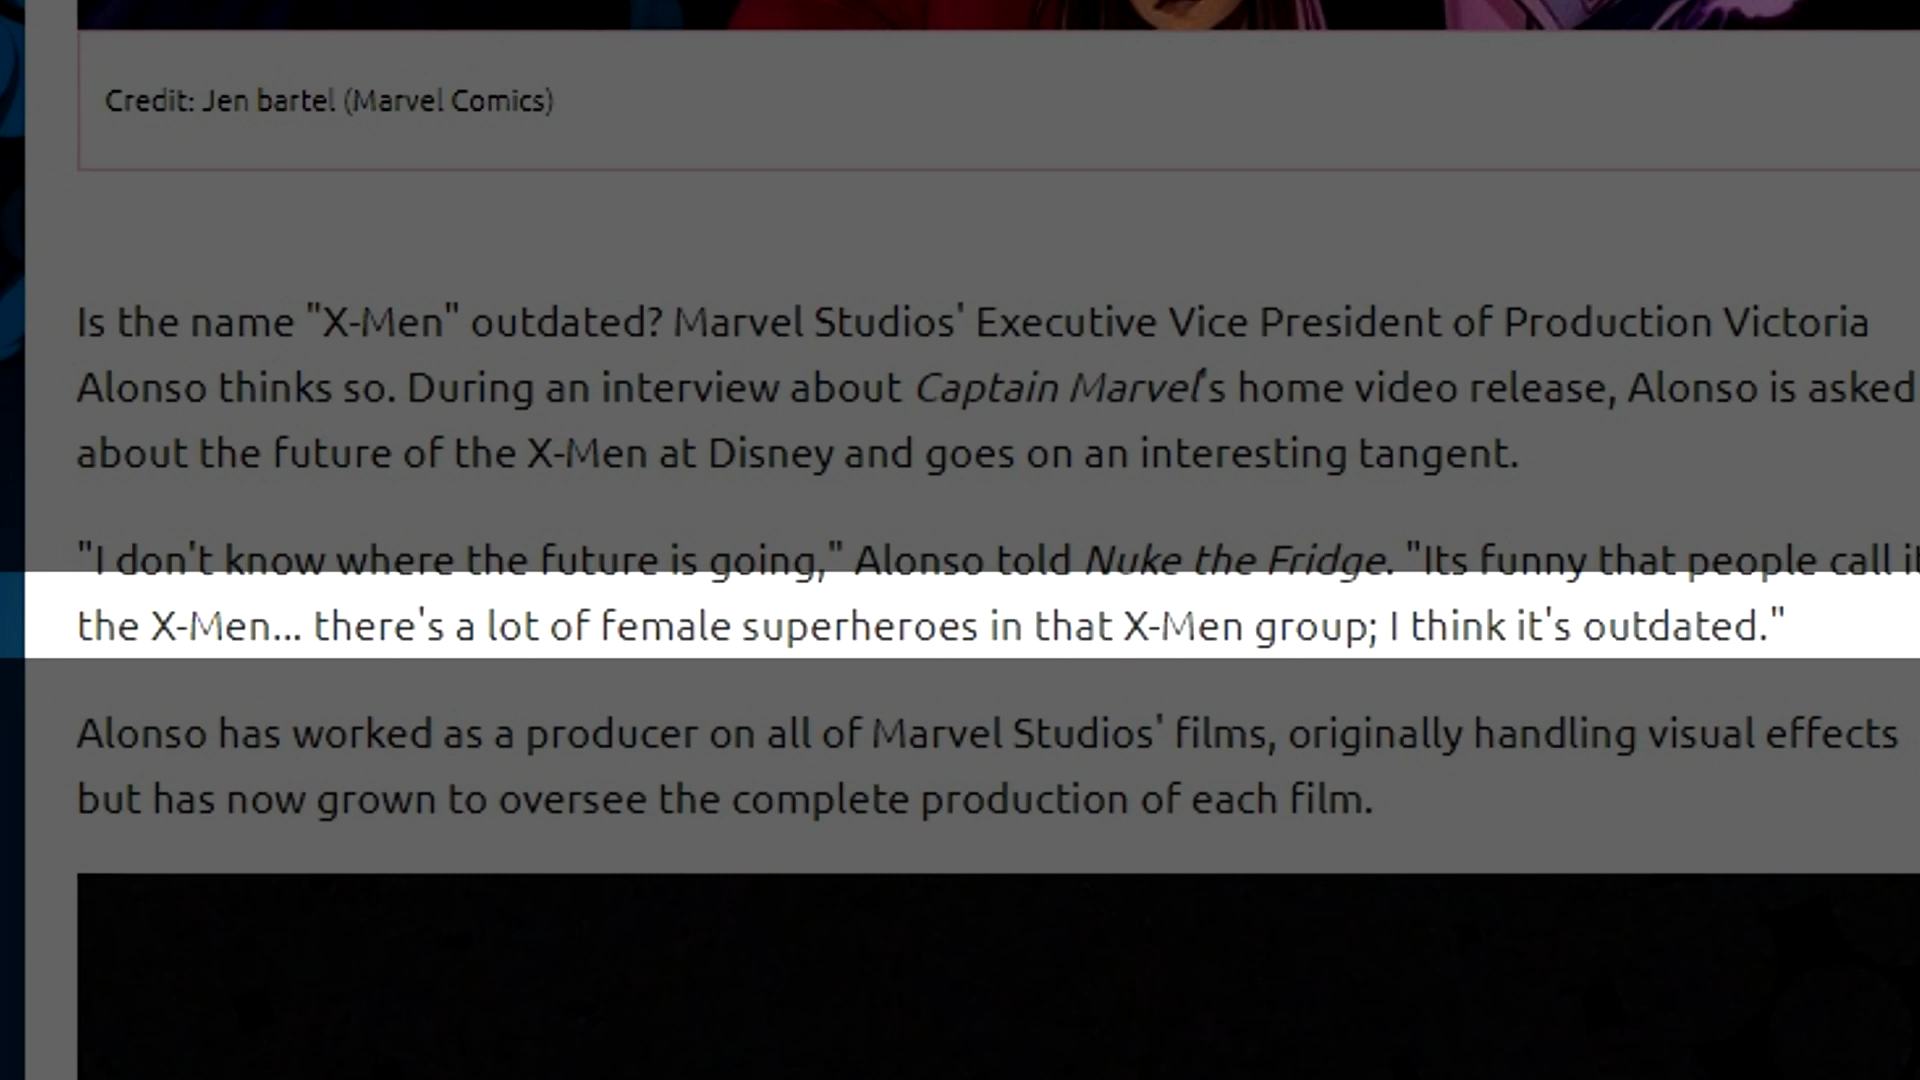 Credit: Jen bartel (Marvel Comics)
Is the name "X-Men" outdated? Marvel Studios' Executive Vice President of Production Victoria
Alonso thinks so. During an interview about Captain Marvel's home video release, Alonso is asked
about the future of the X-Men at Disney and goes on an interesting tangent.
"I don't know where the future is going," Alonso told Nuke the Fridge. "Its funny that people call it
the X-Men... there's a lot of female superheroes in that X-Men group; I think it's outdated."
Alonso has worked as a producer on all of Marvel Studios' films, originally handling visual effects
but has now grown to oversee the complete production of each film.